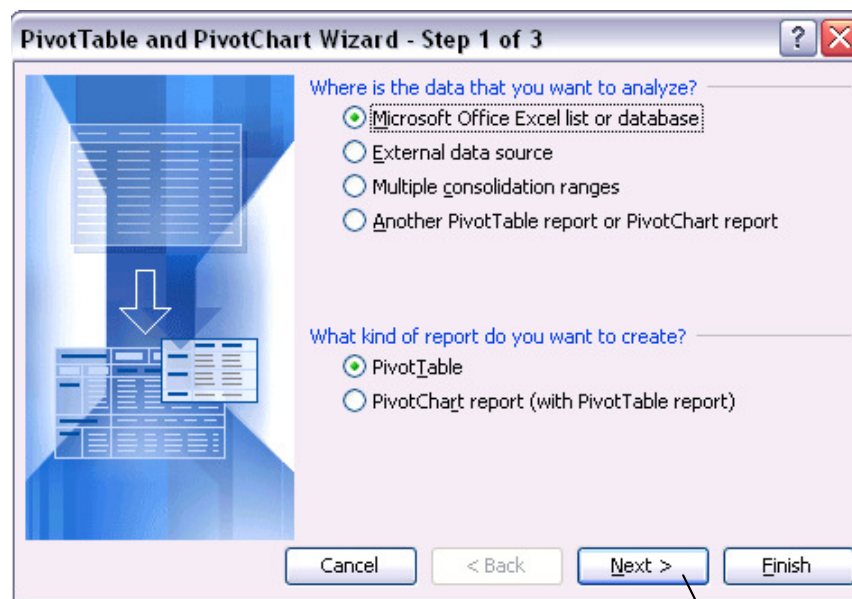 PivotTable and PivotChart Wizard - Step 1 of 3
Where is the data that you want to analyze?
Microsoft Office Excel list or database
External data source
Multiple consolidation ranges
Another PivotTable report or PivotChart report
What kind of report do you want to create?
PivotTable
PivotChart report (with PivotTable report)
Cancel
< Back
Next >
Finish